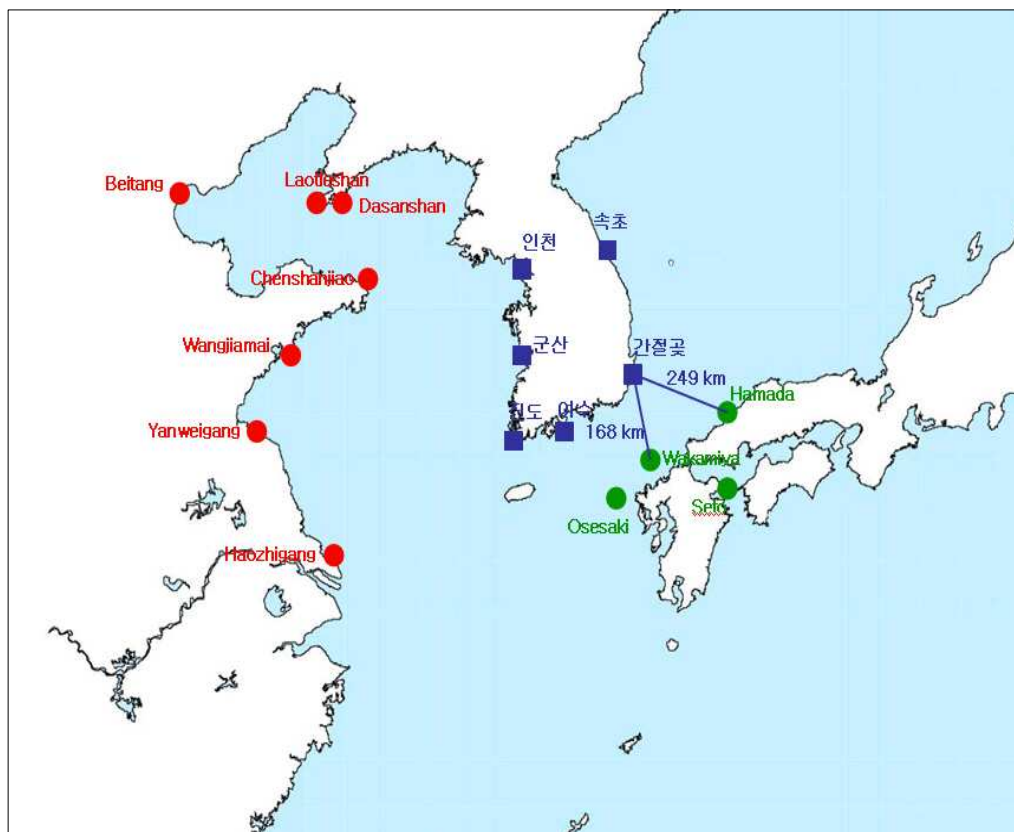 Beitang
Laotieshan
Dasanshan
속초
인천
Chenshanjiao
Wangjiamai
군산
간절곶
249 km
Hamada
진도
여수
Yanweigang
168 km
Wakamiya
Seto
Osesaki
Haozhigang